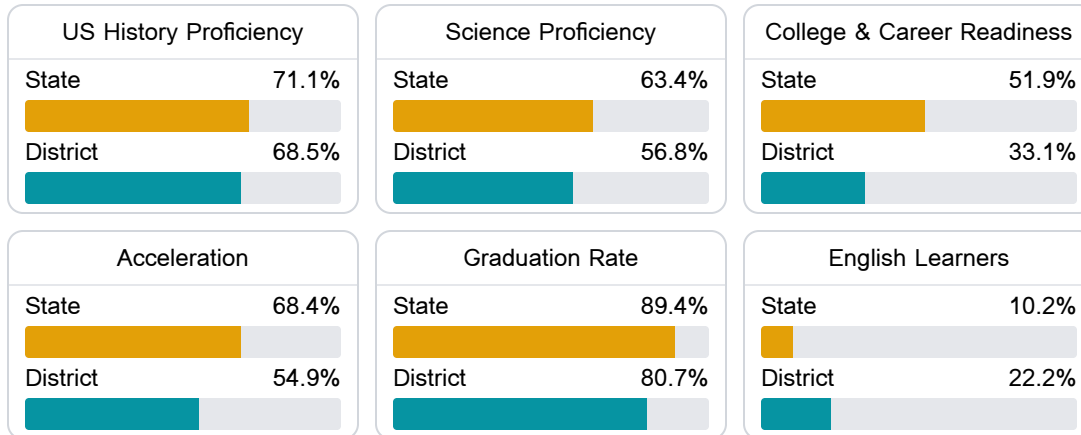 US History Proficiency
State 71.1%
District 68.5%
Science Proficiency
State 63.4%
District 56.8%
College & Career Readiness
State 51.9%
District 33.1%
Acceleration
State 68.4%
District 54.9%
Graduation Rate
State 89.4%
District 80.7%
English Learners
State 10.2%
District 22.2%